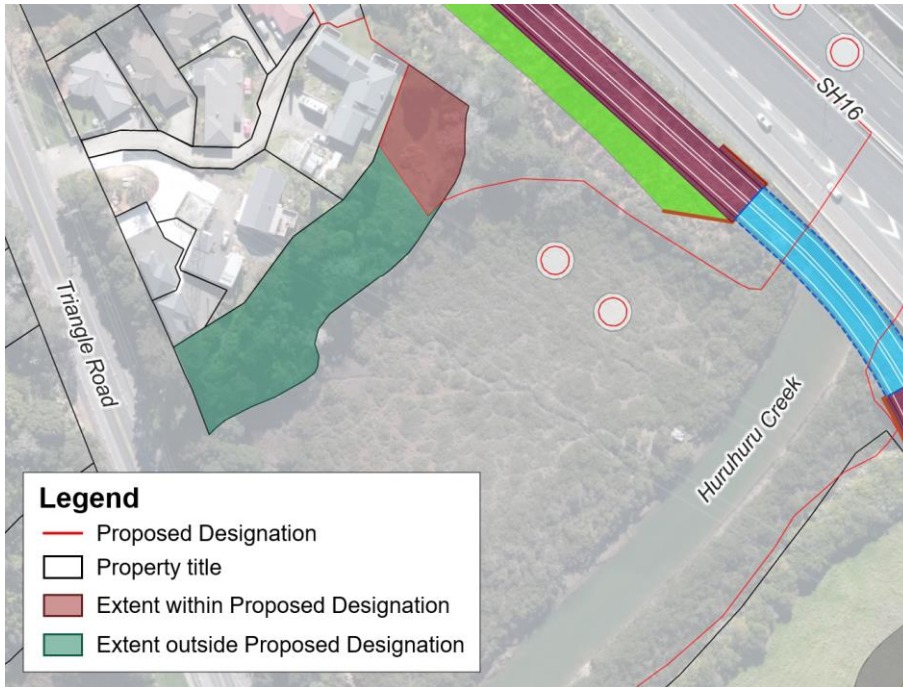 SH16
Triangle Road
Huruhuru Creek
Legend
Proposed Designation
Property title
Extent within Proposed Designation
Extent outside Proposed Designation